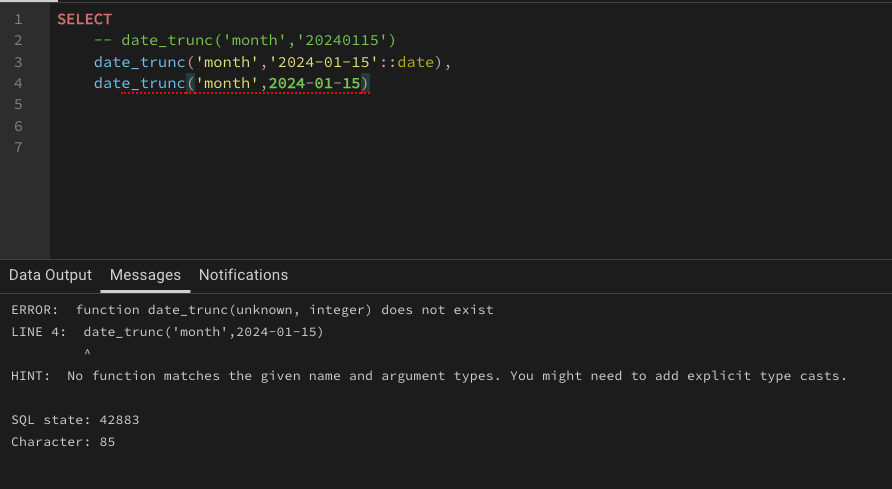 1 SELECT
2 -- date_trunc('month','20240115')
3 date_trunc('month','2024-01-15'::date),
4 date_trunc('month',2024-01-15)
5
6
7
Data Output Messages Notifications
ERROR:  function date_trunc(unknown, integer) does not exist
LINE 4:  date_trunc('month',2024-01-15)
^
HINT:  No function matches the given name and argument types. You might need to add explicit type casts.
SQL state: 42883
Character: 85